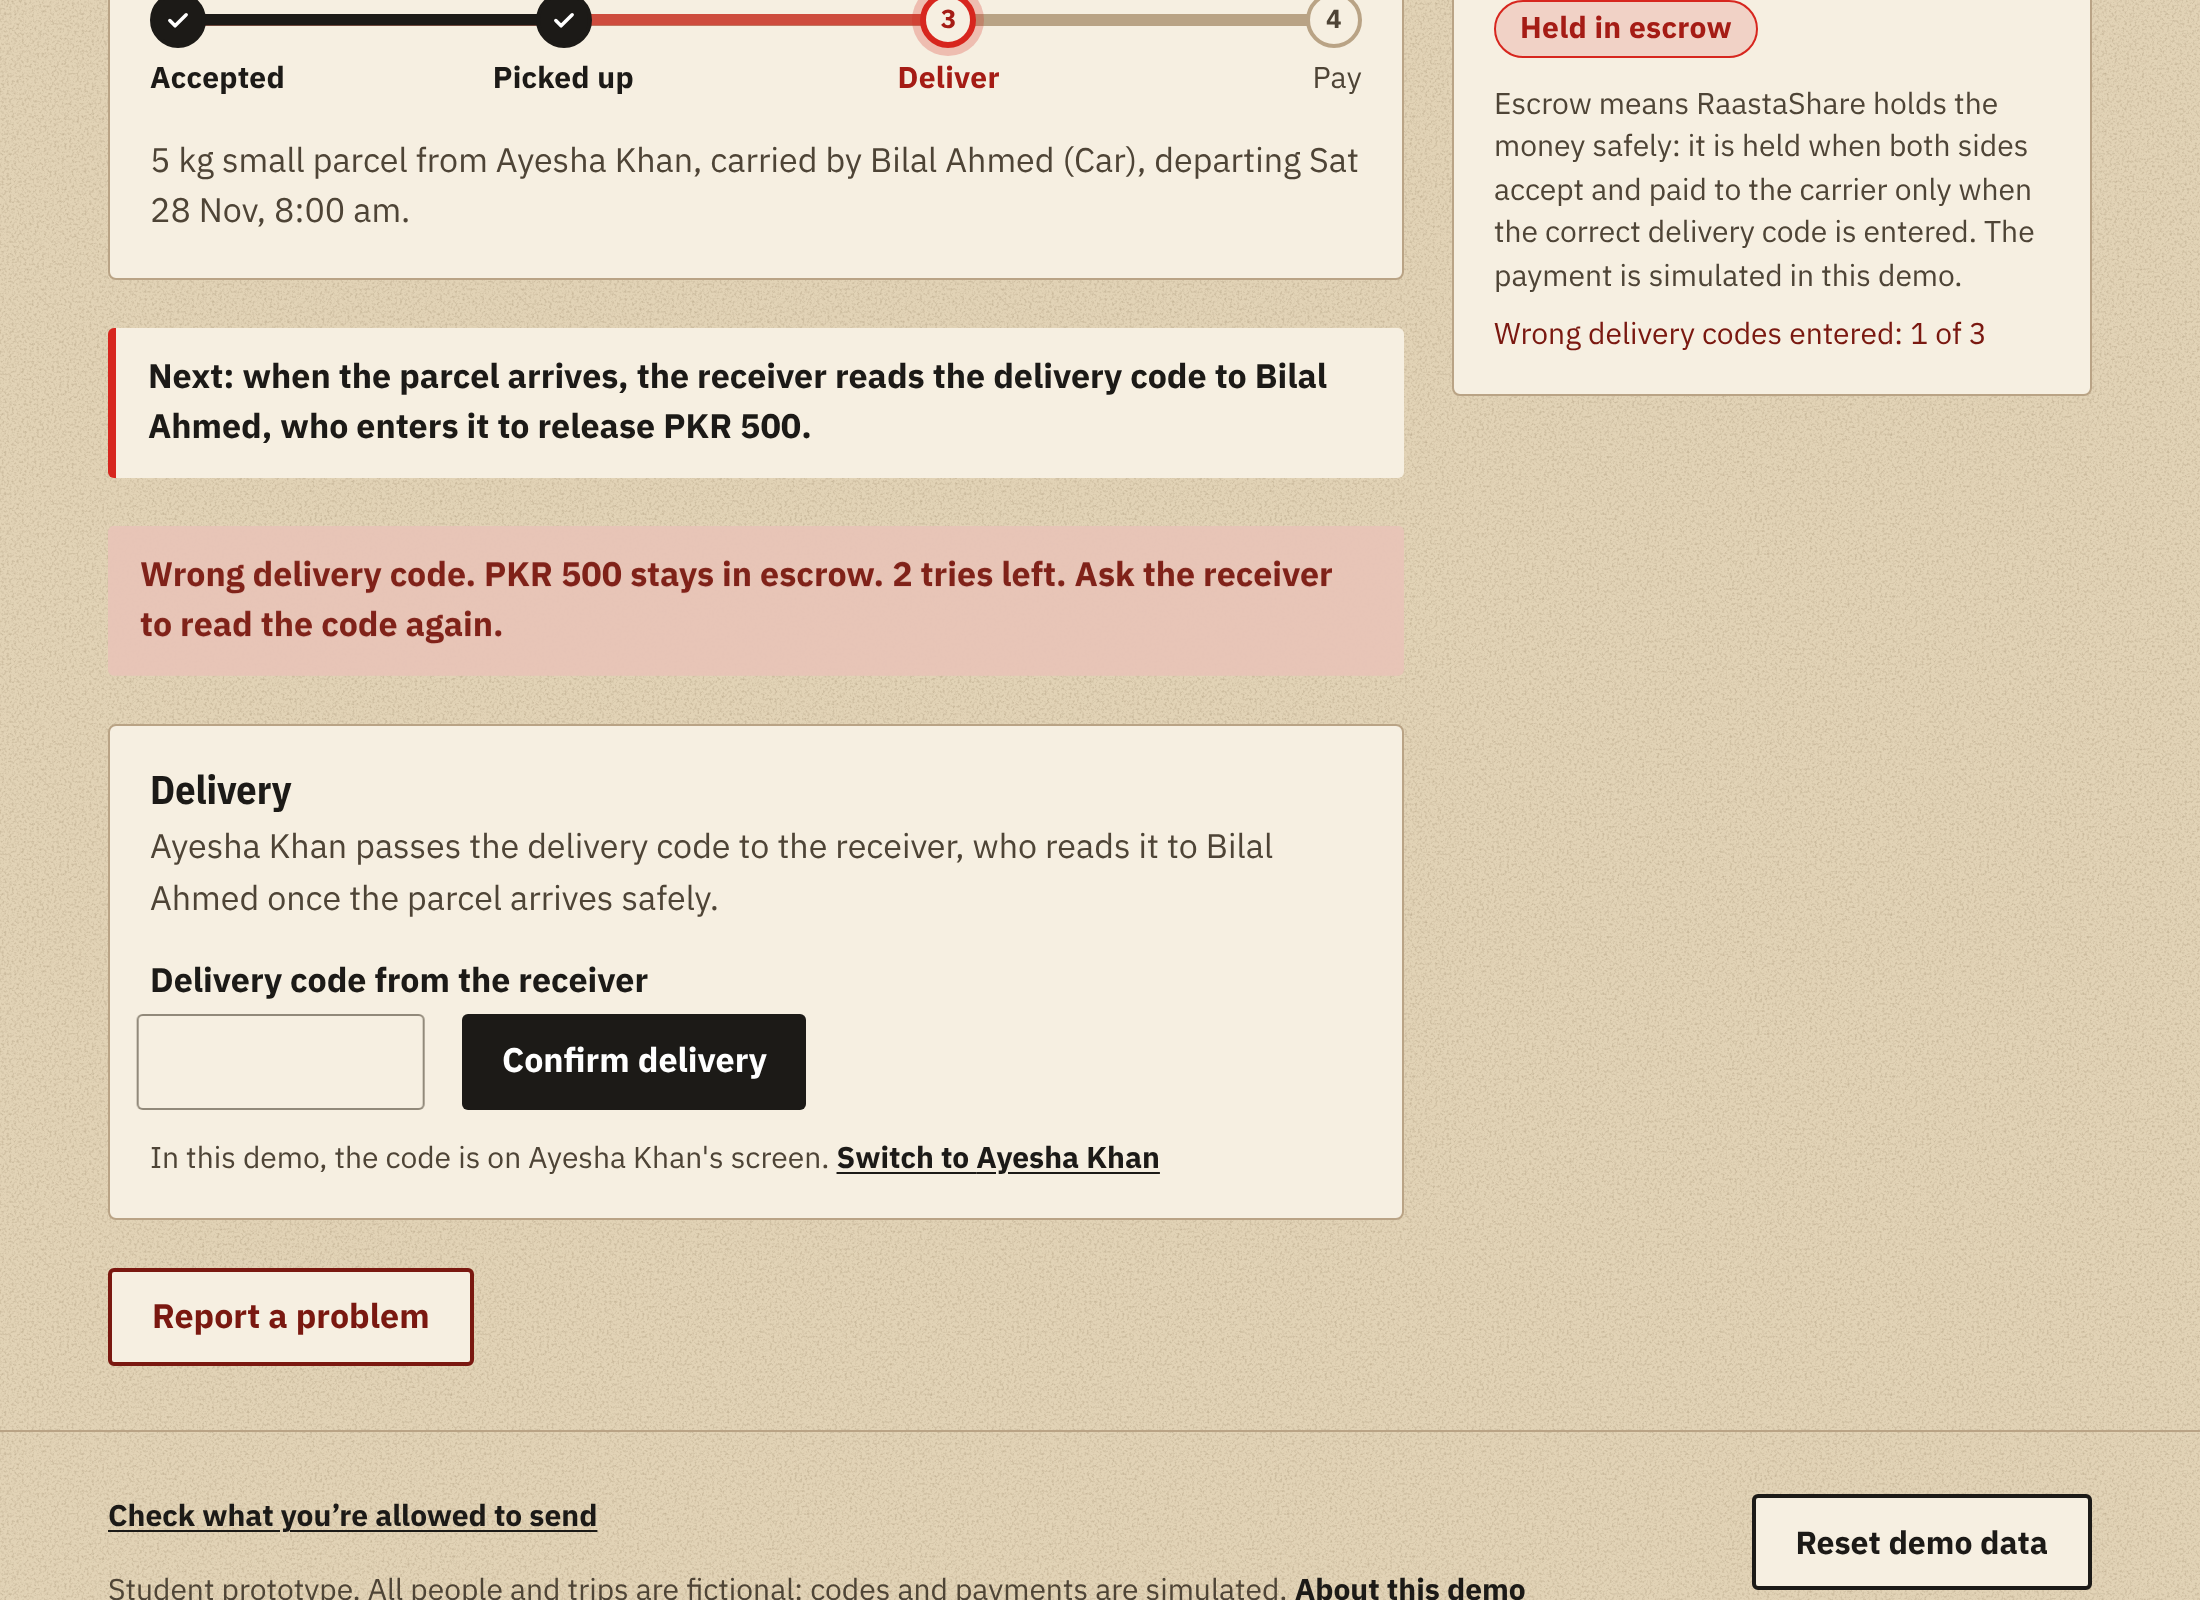 3
4
Accepted
Picked up
Deliver
Pay
5 kg small parcel from Ayesha Khan, carried by Bilal Ahmed (Car), departing Sat
28 Nov, 8:00 am.
Held in escrow
Escrow means RaastaShare holds the
money safely: it is held when both sides
accept and paid to the carrier only when
the correct delivery code is entered. The
payment is simulated in this demo.
Wrong delivery codes entered: 1 of 3
Next: when the parcel arrives, the receiver reads the delivery code to Bilal
Ahmed, who enters it to release PKR 500.
Wrong delivery code. PKR 500 stays in escrow. 2 tries left. Ask the receiver
to read the code again.
Delivery
Ayesha Khan passes the delivery code to the receiver, who reads it to Bilal
Ahmed once the parcel arrives safely.
Delivery code from the receiver
Confirm delivery
In this demo, the code is on Ayesha Khan's screen. Switch to Ayesha Khan
Report a problem
Check what you’re allowed to send
Reset demo data
Student prototype. All people and trips are fictional; codes and payments are simulated. About this demo